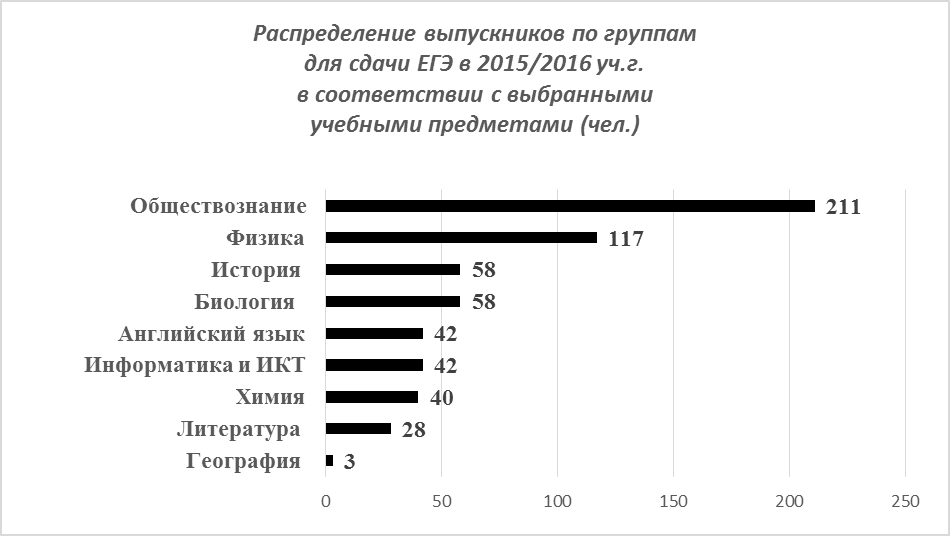 Распределение выпускников по группам
для сдачи ЕГЭ в 2015/2016 уч.г.
в соответствии с выбранными
учебными предметами (чел.)
Обществознание 211
Физика 117
История 58
Биология 58
Английский язык 42
Информатика и ИКТ 42
Химия 40
Литература 28
География 3
0 50 100 150 200 250